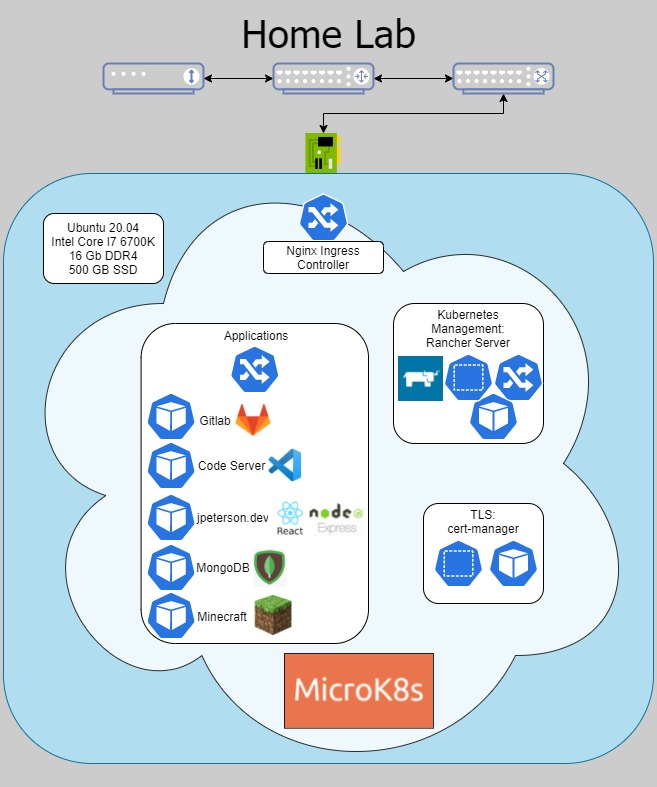 Home Lab
Ubuntu 20.04
Intel Core I7 6700K
16 Gb DDR4
500 GB SSD
Nginx Ingress
Controller
Applications
Gitlab
Code Server
jpeterson.dev
React
node
JS
Express
MongoDB
Minecraft
Kubernetes
Management:
Rancher Server
TLS:
cert-manager
MicroK8s